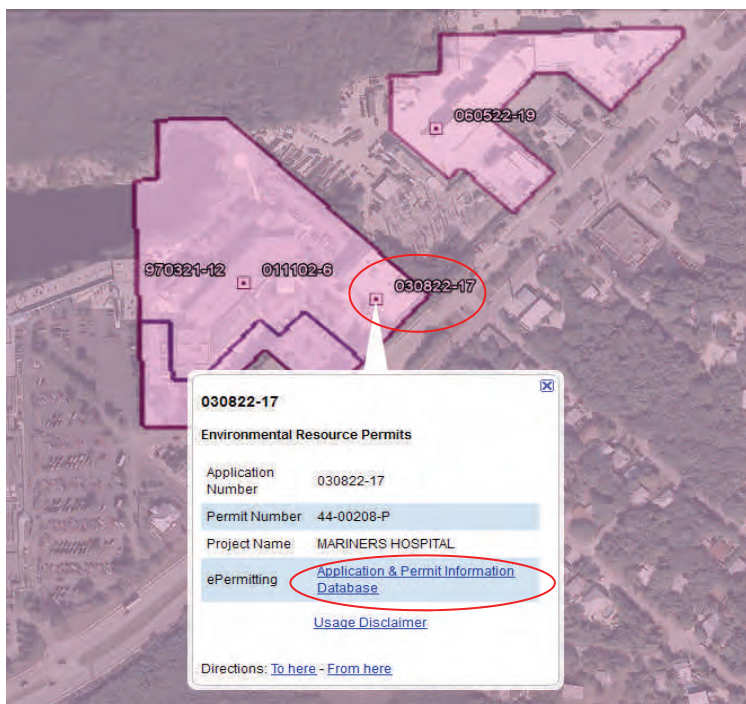 060522-19
970321-12
011102-6
030822-17
030822-17
Environmental Resource Permits
Application
Number
030822-17
Permit Number 44-00208-P
Project Name MARINERS HOSPITAL
ePermitting
Application & Permit Information
Database
Usage Disclaimer
Directions: To here - From here